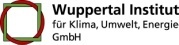 Wuppertal Institut
für Klima, Umwelt, Energie
GmbH